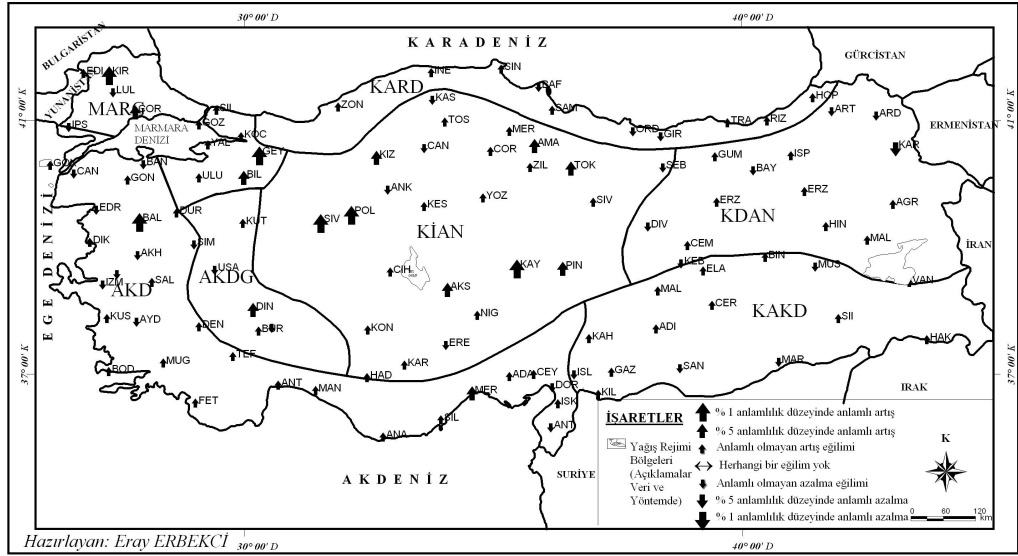 30° 00' D
40° 00' D
BULGARİSTAN
YUNANİSTAN
KARADENİZ
GÜRCİSTAN
ERMENİSTAN
İRAN
IRAK
SURİYE
AKDENİZ
EGE DENİZİ
MARMARA
DENİZİ
41° 00' K
41° 00' K
37° 00' K
37° 00' K
MAR
KARD
KİAN
KDAN
KAKD
AKDG
AKD
EDI
KIR
LUL
GOR
IPS
SIL
GOZ
KOC
YAL
GEY
BIL
ULU
BAN
GON
CAN
EDR
BAL
DUR
DIK
AKH
SIM
IZM
SAL
USA
KUS
AYD
DEN
DIN
BUR
BOD
MUG
TEF
FET
KUT
ZON
INE
SIN
BAF
SAM
KAS
TOS
MER
AMA
CAN
COR
KIZ
ZIL
TOK
ANK
KES
YOZ
SIV
POL
SIV
CIH
KAY
PIN
AKS
NIG
KON
ERE
KAR
HAD
ANT
MAN
ANA
SIL
MER
ADA
CEY
DOR
ISL
ISK
ANT
KIL
GAZ
KAH
SAN
ADI
MAL
CER
MAR
SII
HAK
VAN
ORD
GIR
TRA
RIZ
HOP
ART
ARD
KAR
SEB
GUM
BAY
ISP
ERZ
ERZ
AGR
DIV
HIN
MAL
CEM
KEB
ELA
BIN
MUS
İŞARETLER
Yağış Rejimi
Bölgeleri
(Açıklamalar
Veri ve
Yöntemde)
% 1 anlamlılık düzeyinde anlamlı artış
% 5 anlamlılık düzeyinde anlamlı artış
Anlamlı olmayan artış eğilimi
Herhangi bir eğilim yok
Anlamlı olmayan azalma eğilimi
% 5 anlamlılık düzeyinde anlamlı azalma
% 1 anlamlılık düzeyinde anlamlı azalma
K
0 60 120
km
Hazırlayan: Eray ERBEKCİ
30° 00' D
40° 00' D